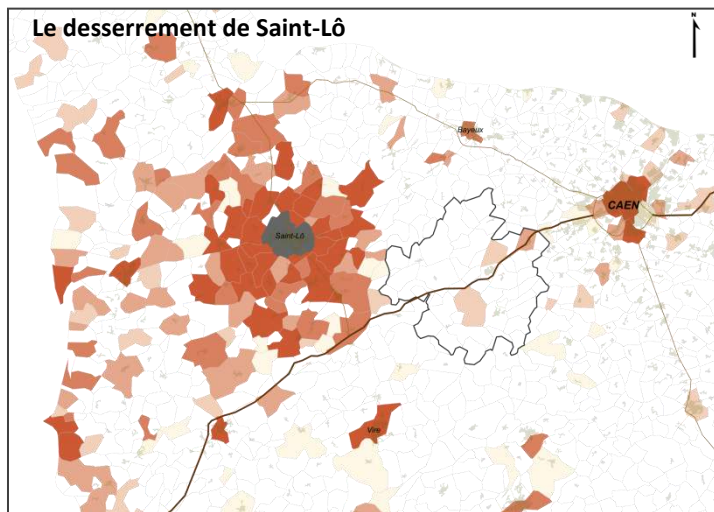 Le desserrement de Saint-Lô
N
Bayeux
CAEN
Saint-Lô
Vire